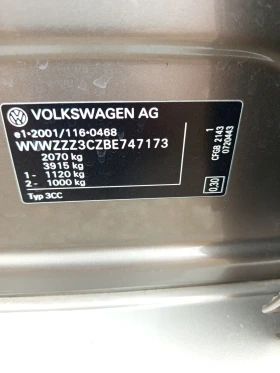 VOLKSWAGEN AG
e1*2001/116*0468
WVWZZZ3CZBE747173
2070 kg
3915 kg
1 - 1120 kg
2 - 1000 kg
Typ 3CC
1
CFGB 2143
0720443
0,30